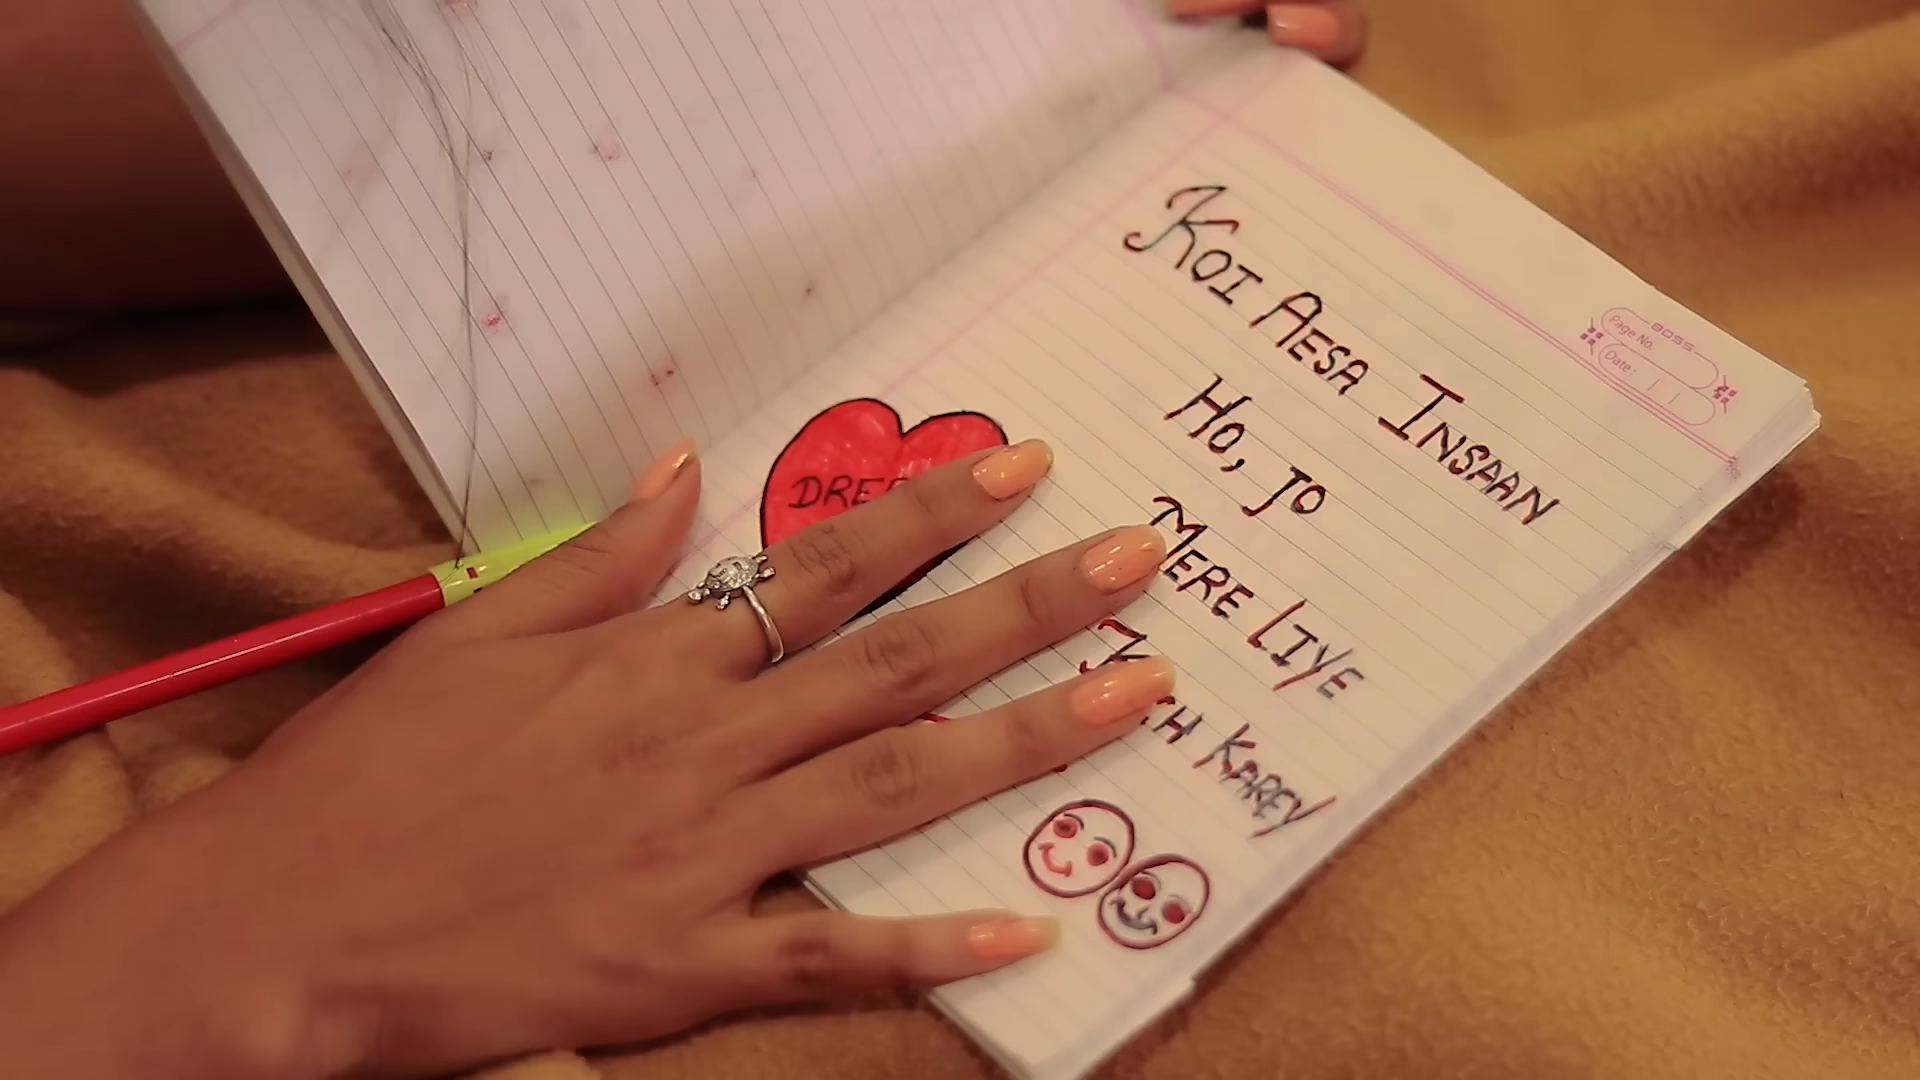 BOSS
Page No.
Date:
KOI AESA INSAAN
HO, JO
MERE LIYE
KAREY